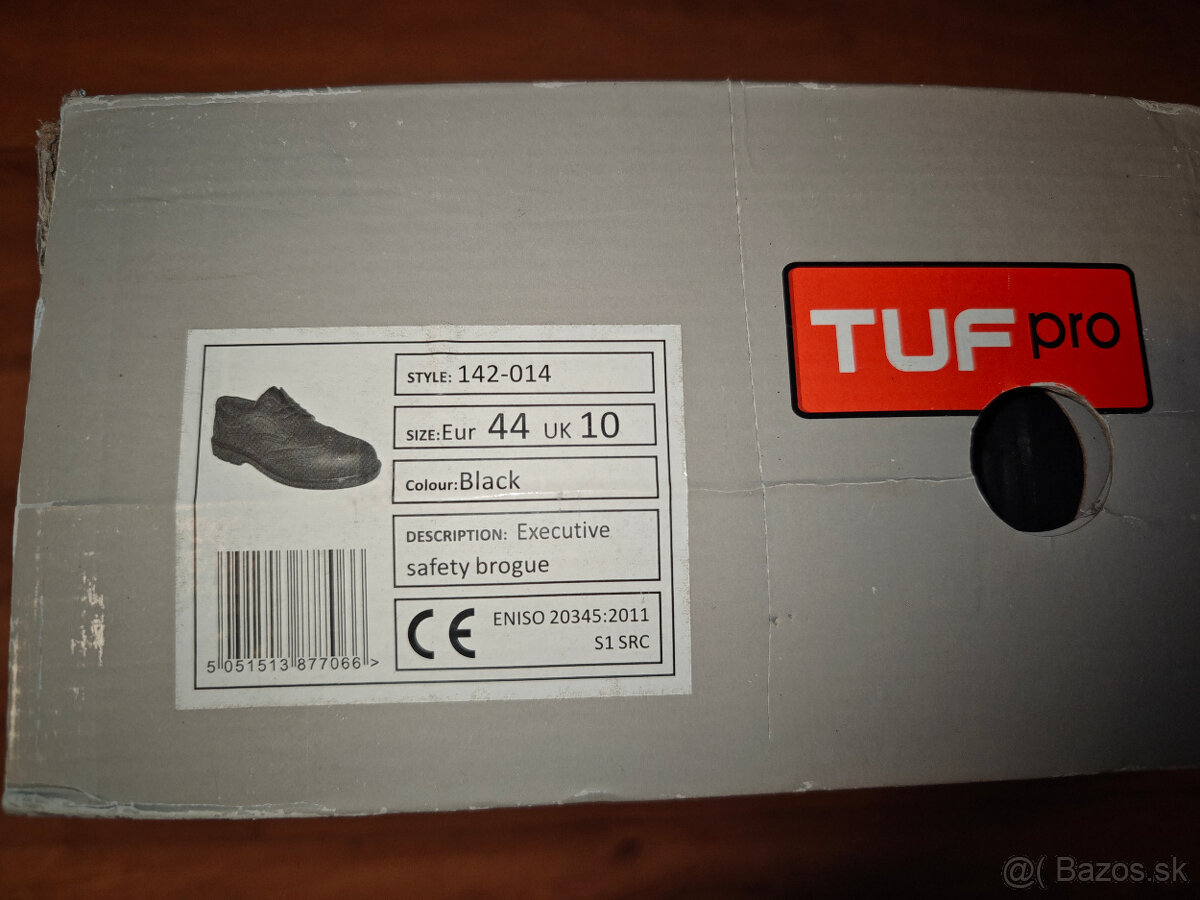 TUF pro
STYLE: 142-014
SIZE:Eur 44 UK 10
Colour:Black
DESCRIPTION: Executive
safety brogue
CE ENISO 20345:2011
S1 SRC
5 051513 877066 >
@( Bazos.sk